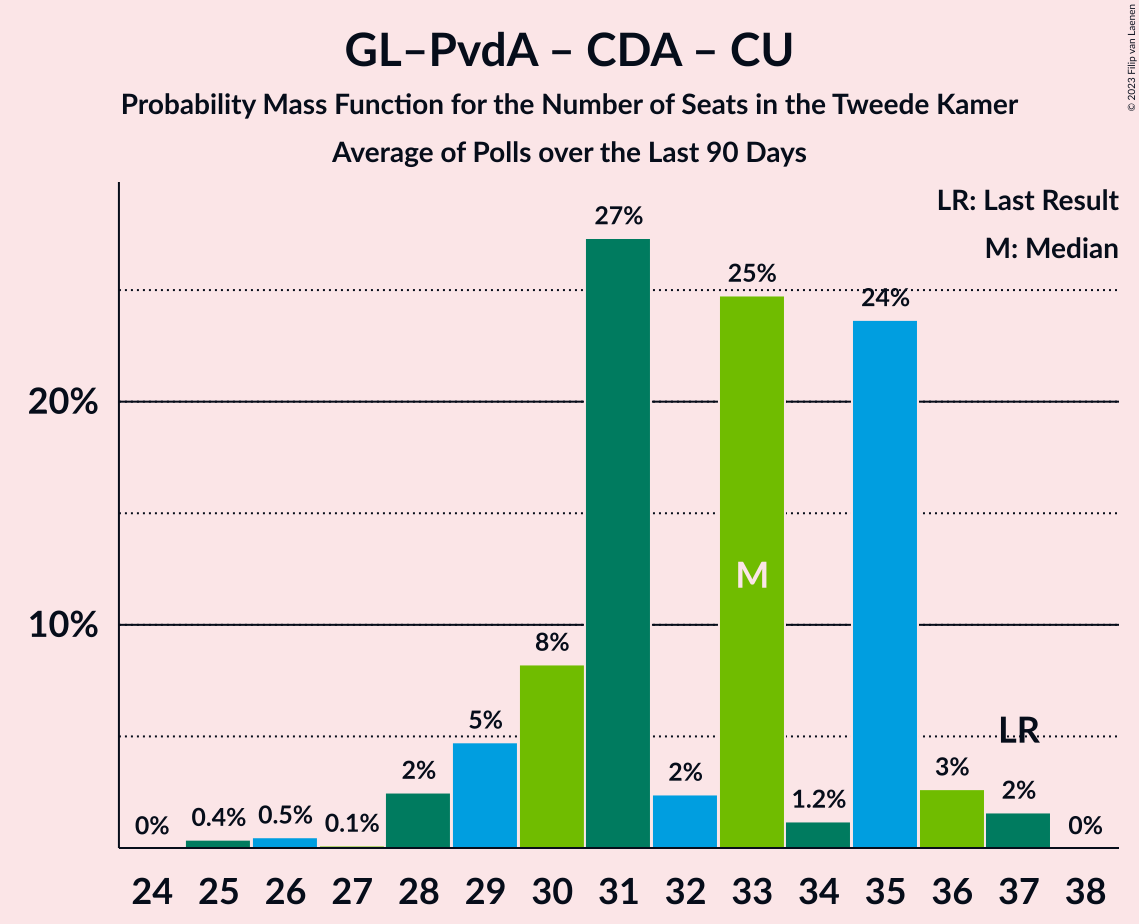 GL–PvdA – CDA – CU
Probability Mass Function for the Number of Seats in the Tweede Kamer
Average of Polls over the Last 90 Days
© 2023 Filip van Laenen
LR: Last Result
M: Median
27%
25%
24%
20%
M
10%
8%
5%
LR
2%
2%
3%
2%
1.2%
0%
0.4%
0.5%
0.1%
0%
24 25 26 27 28 29 30 31 32 33 34 35 36 37 38